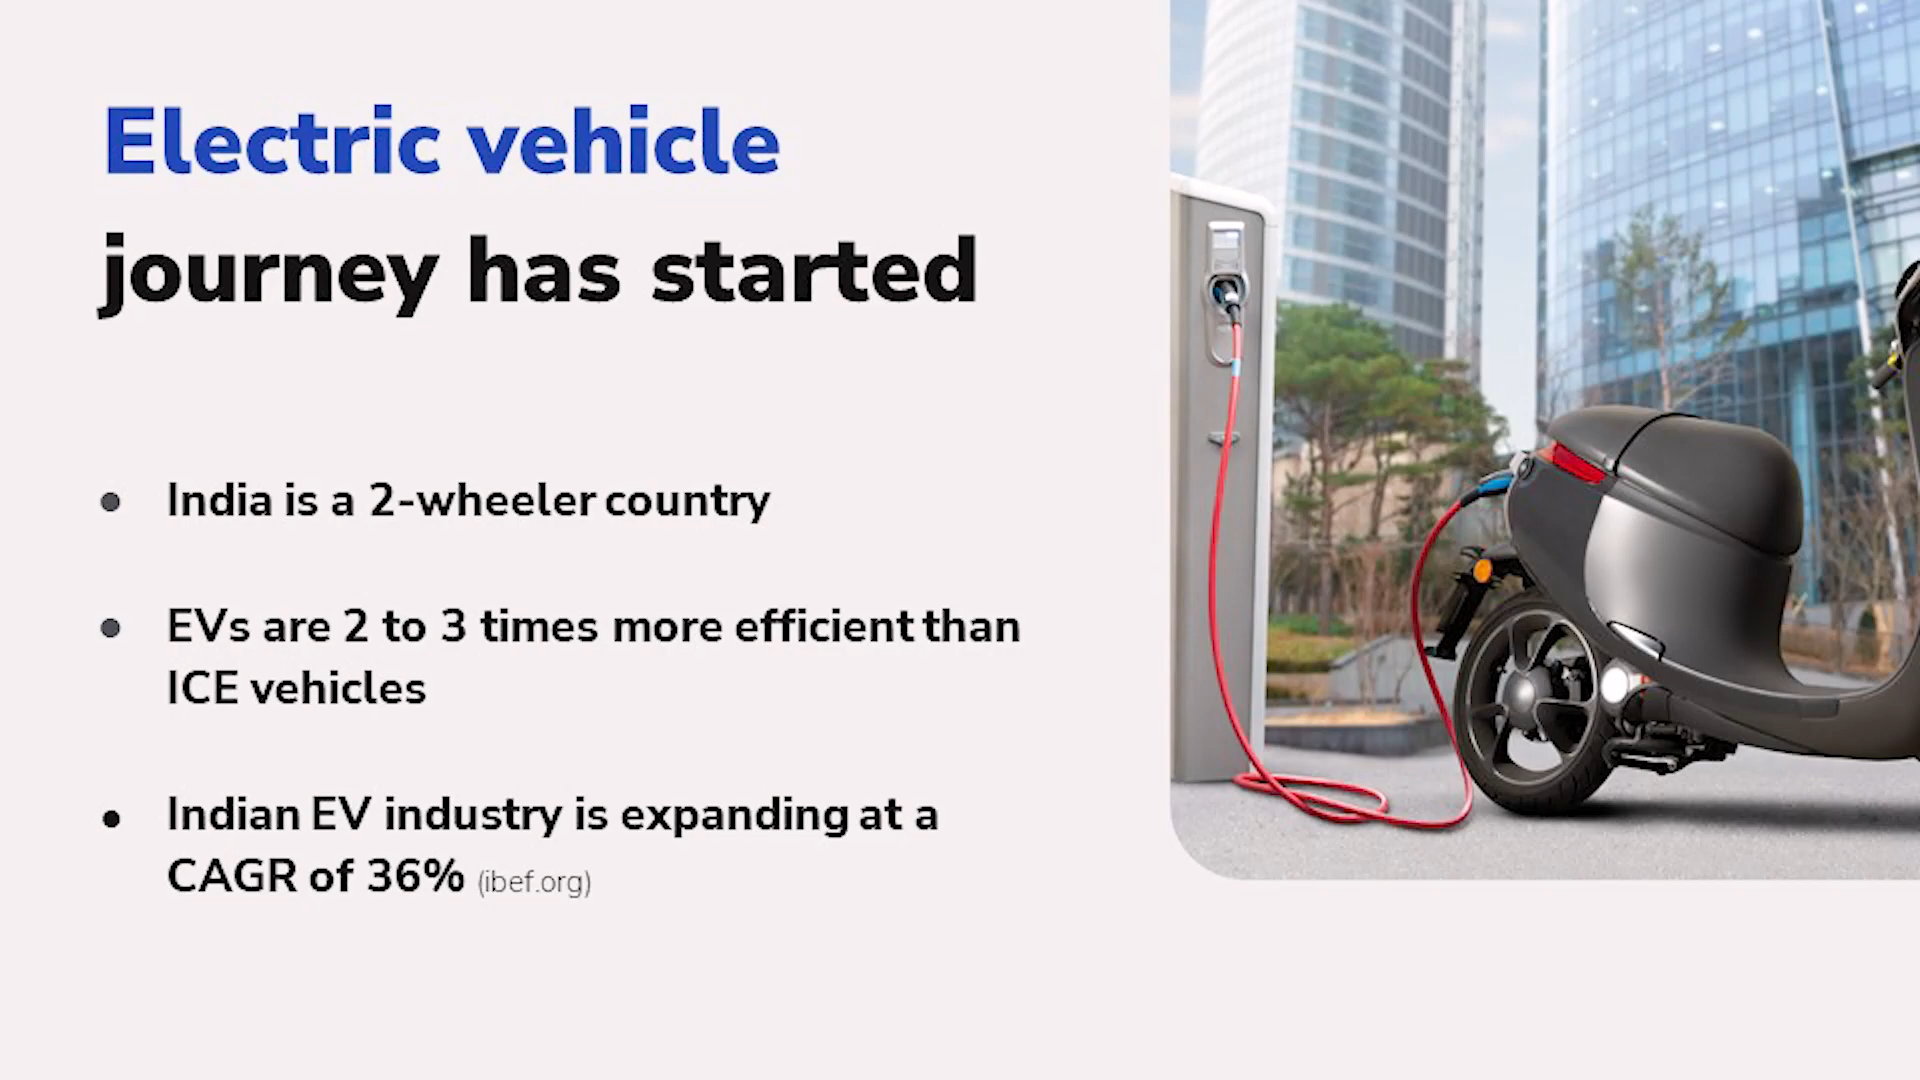 Electric vehicle
journey has started
• India is a 2-wheeler country
• EVs are 2 to 3 times more efficient than
ICE vehicles
• Indian EV industry is expanding at a
CAGR of 36% (ibef.org)